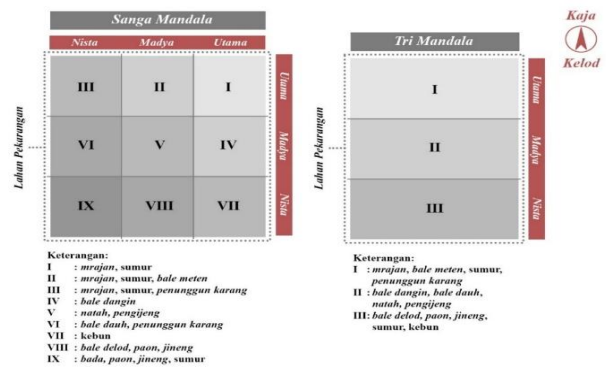 Sanga Mandala
Nista Madya Utama
III II I
VI V IV
IX VIII VII
Utama
Madya
Nista
Lahan Pekarangan
Keterangan:
I : mrajan, sumur
II : mrajan, sumur, bale meten
III : mrajan, sumur, penunggun karang
IV : bale dangin
V : natah, pengijeng
VI : bale dauh, penunggun karang
VII : kebun
VIII : bale delod, paon, jineng
IX : bada, paon, jineng, sumur
Tri Mandala
I
II
III
Utama
Madya
Nista
Lahan Pekarangan
Keterangan:
I : mrajan, bale meten, sumur,
penunggun karang
II : bale dangin, bale dauh,
natah, pengijeng
III: bale delod, paon, jineng,
sumur, kebun
Kaja
Kelod